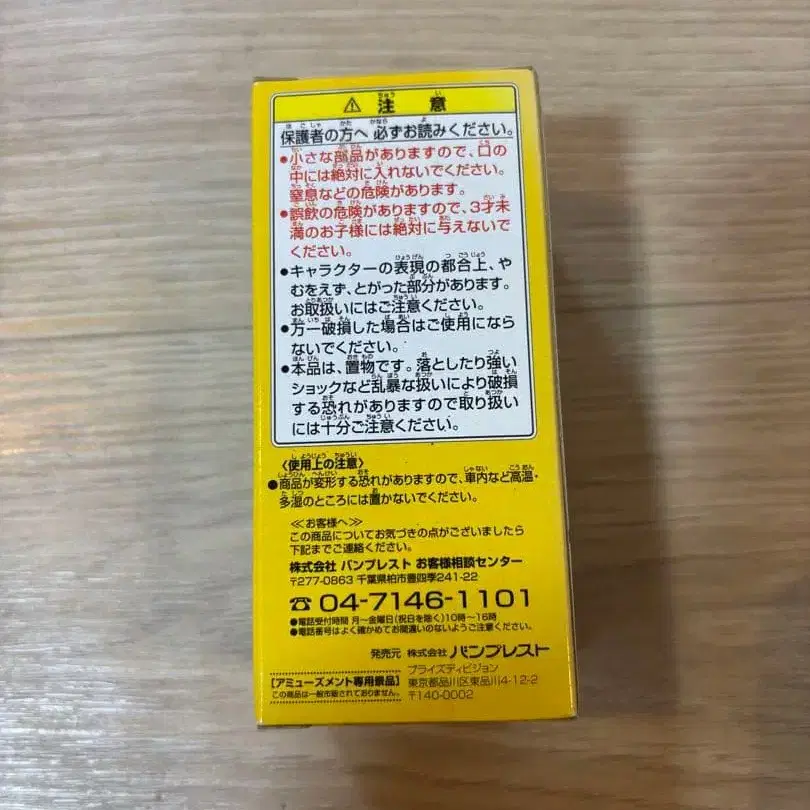 ⚠ 注意
保護者の方へ 必ずお読みください。
●小さな部品がありますので、口の
中には絶対に入れないでください。
窒息などの危険があります。
●誤飲の危険がありますので、3才未
満のお子様には絶対に与えないで
ください。
●キャラクターの表現の都合上、や
むをえず、とがった部分があります。
お取扱いにはご注意ください。
●万一破損した場合はご使用になら
ないでください。
●本品は、置物です。落としたり強い
ショックなど乱暴な扱いにより破損
する恐れがありますので取り扱い
には十分ご注意ください。
〈使用上の注意〉
●商品が変形する恐れがありますので、車内など高温・
多湿のところには置かないでください。
≪お客様へ≫
この商品についてお気づきの点がございましたら
下記までご連絡ください。
株式会社 バンプレスト お客様相談センター
〒277-0863 千葉県柏市豊四季241-22
☎ 04-7146-1101
●電話受付時間 月〜金曜日(祝日を除く)10時〜16時
●電話番号はよく確かめてお間違いのないようご注意ください。
発売元 株式会社 バンプレスト
プライズディビジョン
東京都品川区東品川4-12-2
〒140-0002
【アミューズメント専用景品】
この商品は一般市販されておりません。